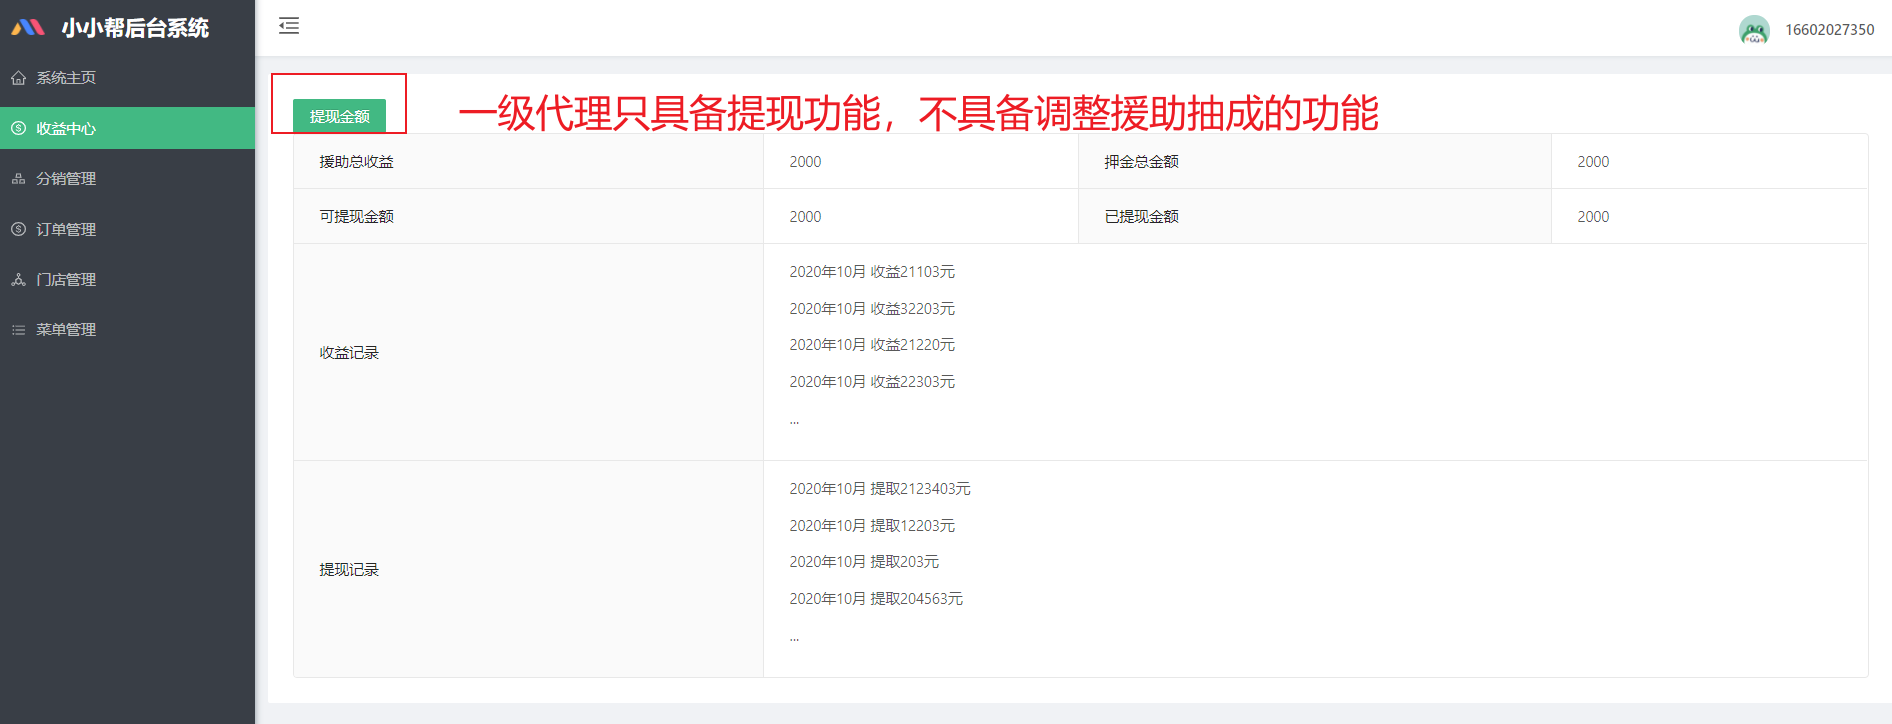 小小帮后台系统
16602027350
系统主页
收益中心
分销管理
订单管理
门店管理
菜单管理
提现金额
一级代理只具备提现功能，不具备调整援助抽成的功能
援助总收益 2000 押金总金额 2000
可提现金额 2000 已提现金额 2000
收益记录
2020年10月 收益21103元
2020年10月 收益32203元
2020年10月 收益21220元
2020年10月 收益22303元
...
提现记录
2020年10月 提取2123403元
2020年10月 提取12203元
2020年10月 提取203元
2020年10月 提取204563元
...